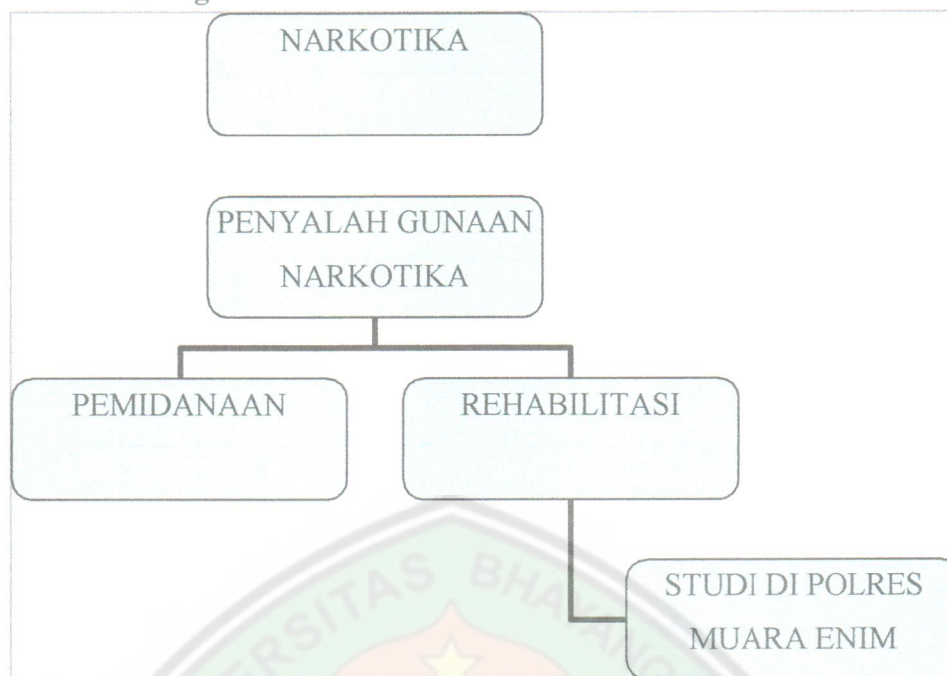 NARKOTIKA
PENYALAH GUNAAN
NARKOTIKA
PEMIDANAAN
REHABILITASI
STUDI DI POLRES
MUARA ENIM